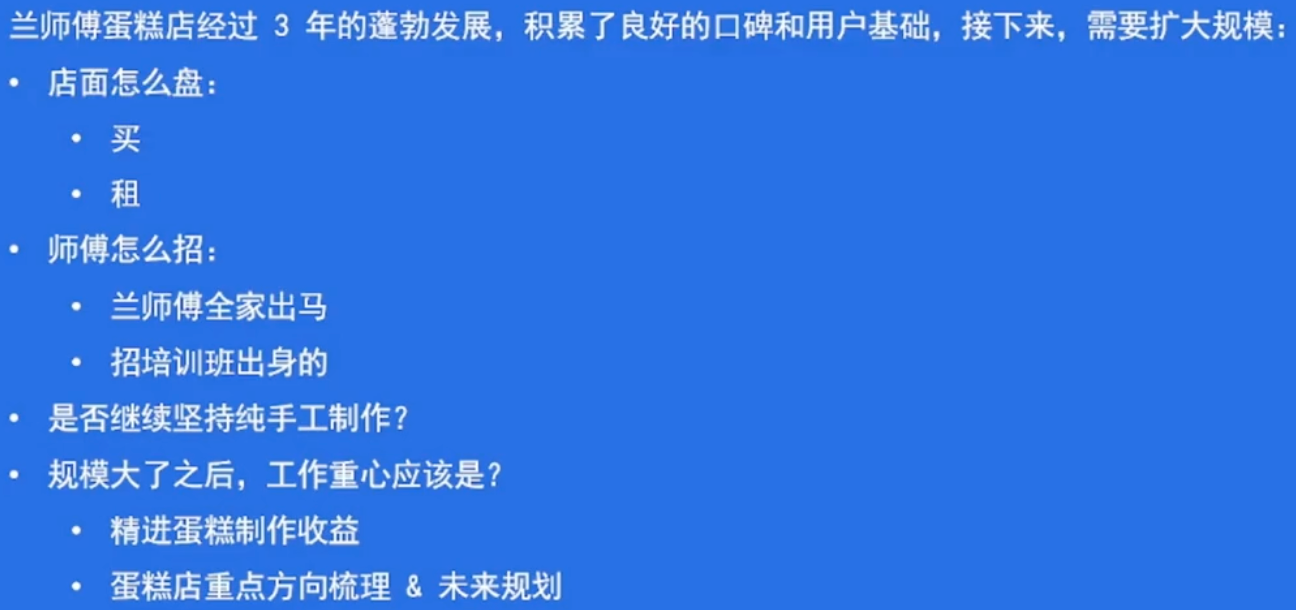 兰师傅蛋糕店经过 3 年的蓬勃发展，积累了良好的口碑和用户基础，接下来，需要扩大规模：
• 店面怎么盘：
• 买
• 租
• 师傅怎么招：
• 兰师傅全家出马
• 招培训班出身的
• 是否继续坚持纯手工制作？
• 规模大了之后，工作重心应该是？
• 精进蛋糕制作收益
• 蛋糕店重点方向梳理 & 未来规划